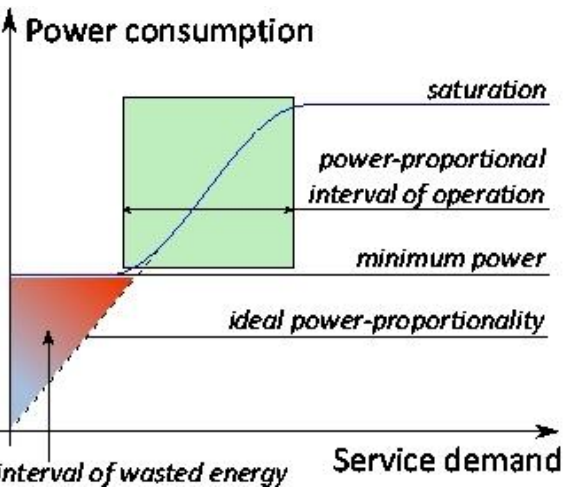 Power consumption
saturation
power-proportional
interval of operation
minimum power
ideal power-proportionality
Service demand
interval of wasted energy